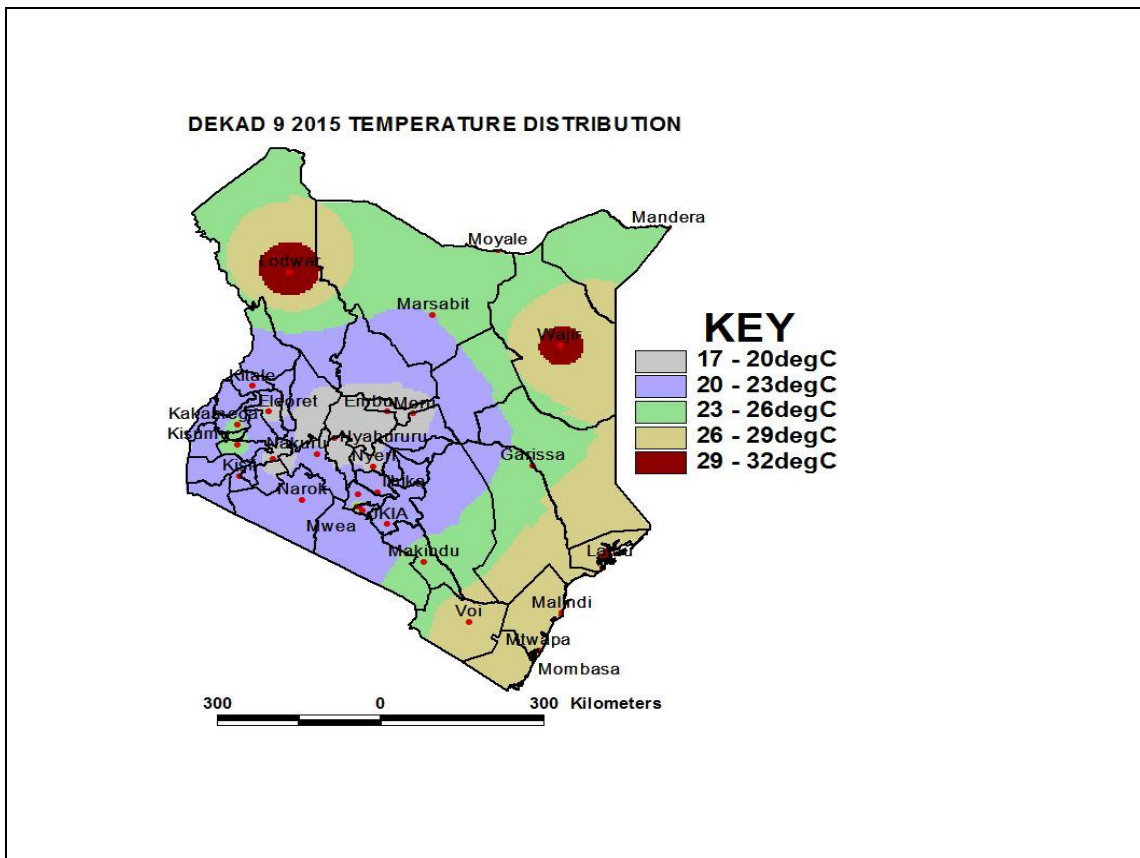 DEKAD 9 2015 TEMPERATURE DISTRIBUTION
Mandera
Moyale
Lodwar
Marsabit
Wajir
KEY
17 - 20degC
20 - 23degC
23 - 26degC
26 - 29degC
29 - 32degC
Kitale
Eldoret
Embu
Meru
Kakamega
Kisumu
Nyahururu
Nakuru
Nyeri
Garissa
Kisii
Thika
Narok
Mwea
JKIA
Makindu
Lamu
Voi
Malindi
Mtwapa
Mombasa
300 0 300 Kilometers